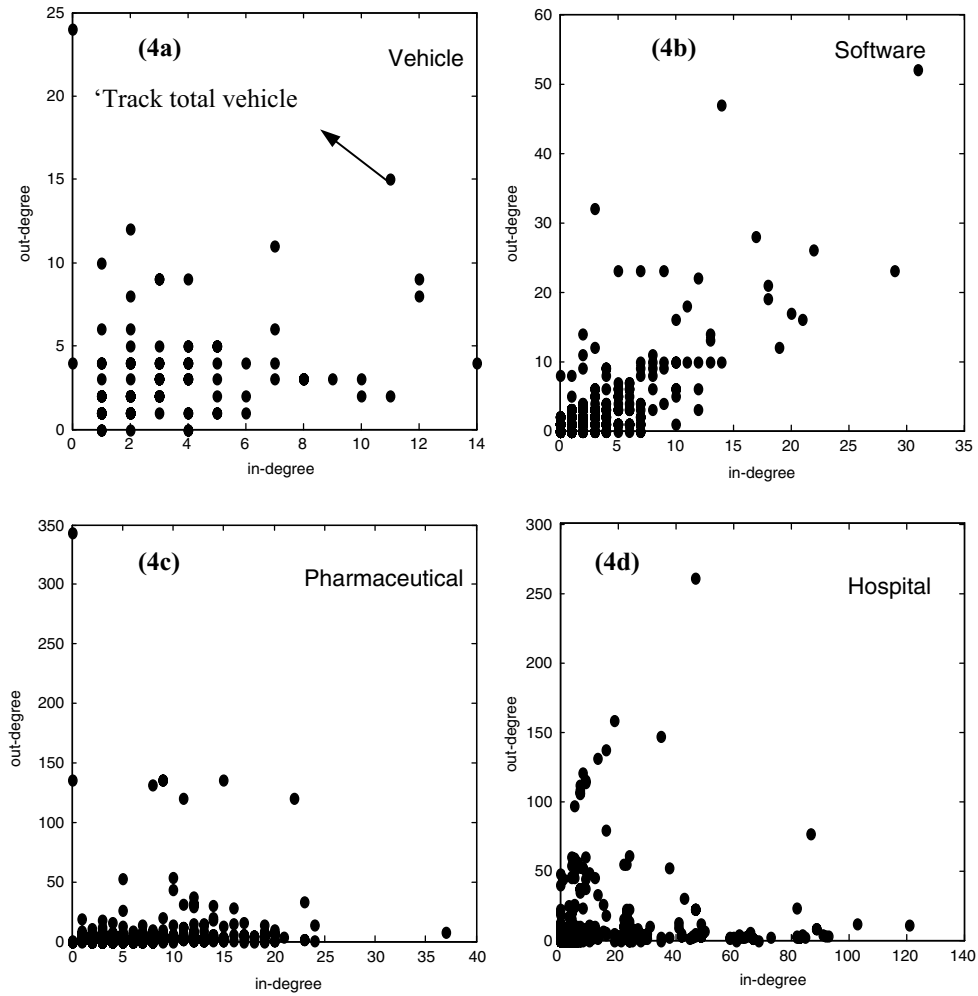 25
20
15
10
5
0
0 2 4 6 8 10 12 14
out-degree
in-degree
(4a)
Vehicle
‘Track total vehicle
60
50
40
30
20
10
0
0 5 10 15 20 25 30 35
out-degree
in-degree
(4b)
Software
350
300
250
200
150
100
50
0
0 5 10 15 20 25 30 35 40
out-degree
in-degree
(4c)
Pharmaceutical
300
250
200
150
100
50
0
0 20 40 60 80 100 120 140
out-degree
in-degree
(4d)
Hospital